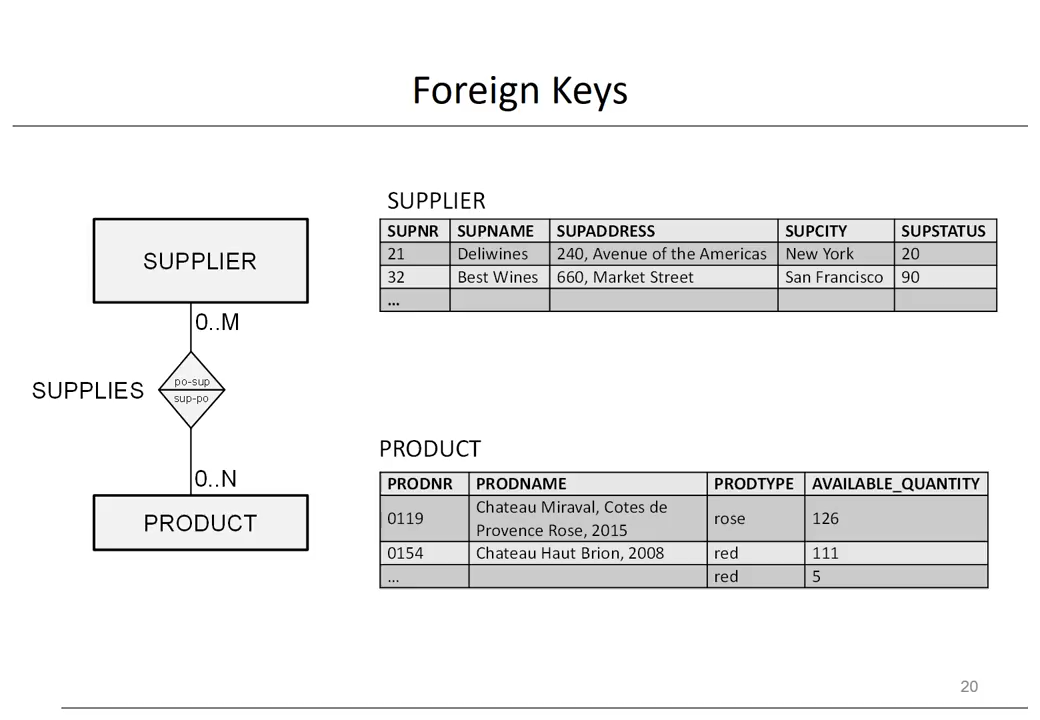 Foreign Keys
SUPPLIER
0..M
SUPPLIES
po-sup
sup-po
0..N
PRODUCT
SUPPLIER
SUPNR SUPNAME SUPADDRESS SUPCITY SUPSTATUS
21 Deliwines 240, Avenue of the Americas New York 20
32 Best Wines 660, Market Street San Francisco 90
...
PRODUCT
PRODNR PRODNAME PRODTYPE AVAILABLE_QUANTITY
0119 Chateau Miraval, Cotes de
Provence Rose, 2015 rose 126
0154 Chateau Haut Brion, 2008 red 111
... red 5
20